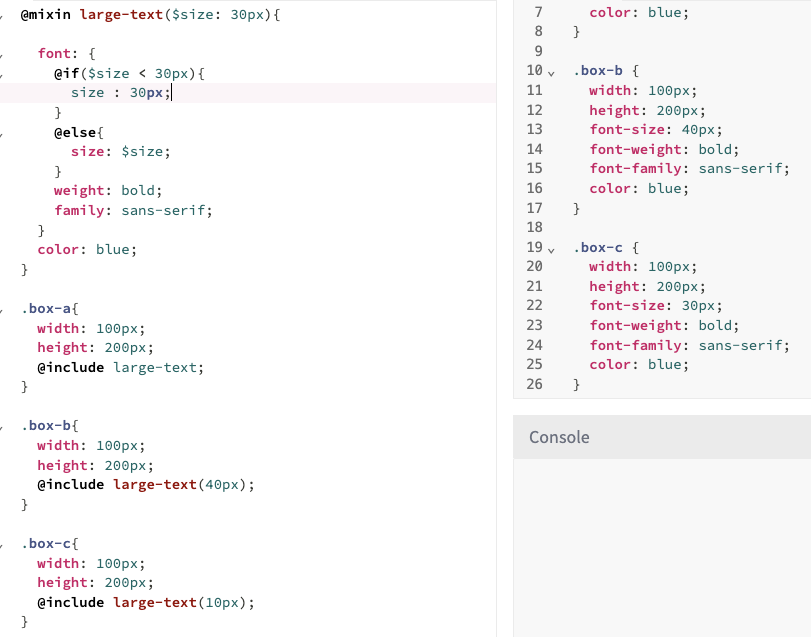 @mixin large-text($size: 30px){
font: {
@if($size < 30px){
size : 30px;
}
@else{
size: $size;
}
weight: bold;
family: sans-serif;
}
color: blue;
}
.box-a{
width: 100px;
height: 200px;
@include large-text;
}
.box-b{
width: 100px;
height: 200px;
@include large-text(40px);
}
.box-c{
width: 100px;
height: 200px;
@include large-text(10px);
}
7 color: blue;
8 }
9
10 .box-b {
11 width: 100px;
12 height: 200px;
13 font-size: 40px;
14 font-weight: bold;
15 font-family: sans-serif;
16 color: blue;
17 }
18
19 .box-c {
20 width: 100px;
21 height: 200px;
22 font-size: 30px;
23 font-weight: bold;
24 font-family: sans-serif;
25 color: blue;
26 }
Console